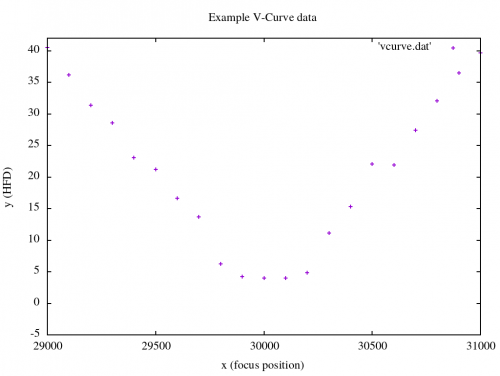 Example V-Curve data
'vcurve.dat'
40
35
30
25
20
15
10
5
0
-5
y (HFD)
29000 29500 30000 30500 31000
x (focus position)